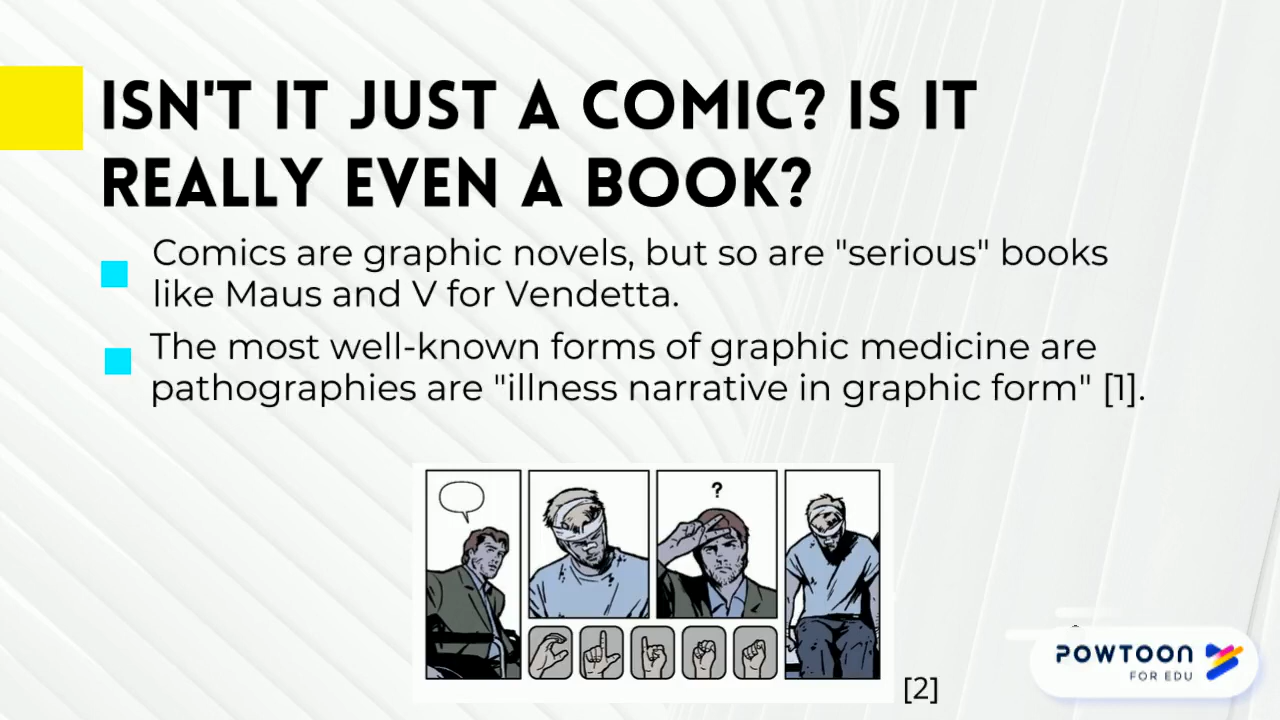 ISN'T IT JUST A COMIC? IS IT
REALLY EVEN A BOOK?
Comics are graphic novels, but so are "serious" books
like Maus and V for Vendetta.
The most well-known forms of graphic medicine are
pathographies are "illness narrative in graphic form" [1].
?
[2]
POWTOON
FOR EDU